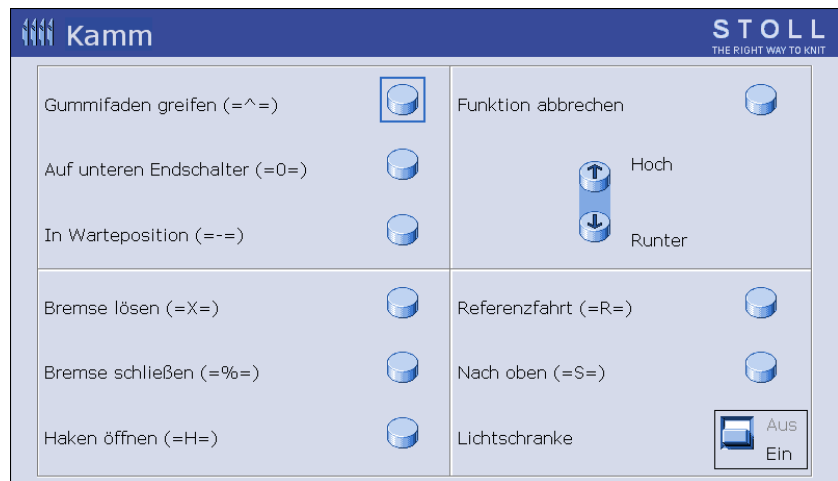 Kamm
STOLL
THE RIGHT WAY TO KNIT
Gummifaden greifen (=^=)
Auf unteren Endschalter (=0=)
In Warteposition (=-=)
Funktion abbrechen
Hoch
Runter
Bremse lösen (=X=)
Bremse schließen (=%=)
Haken öffnen (=H=)
Referenzfahrt (=R=)
Nach oben (=S=)
Lichtschranke
Aus
Ein